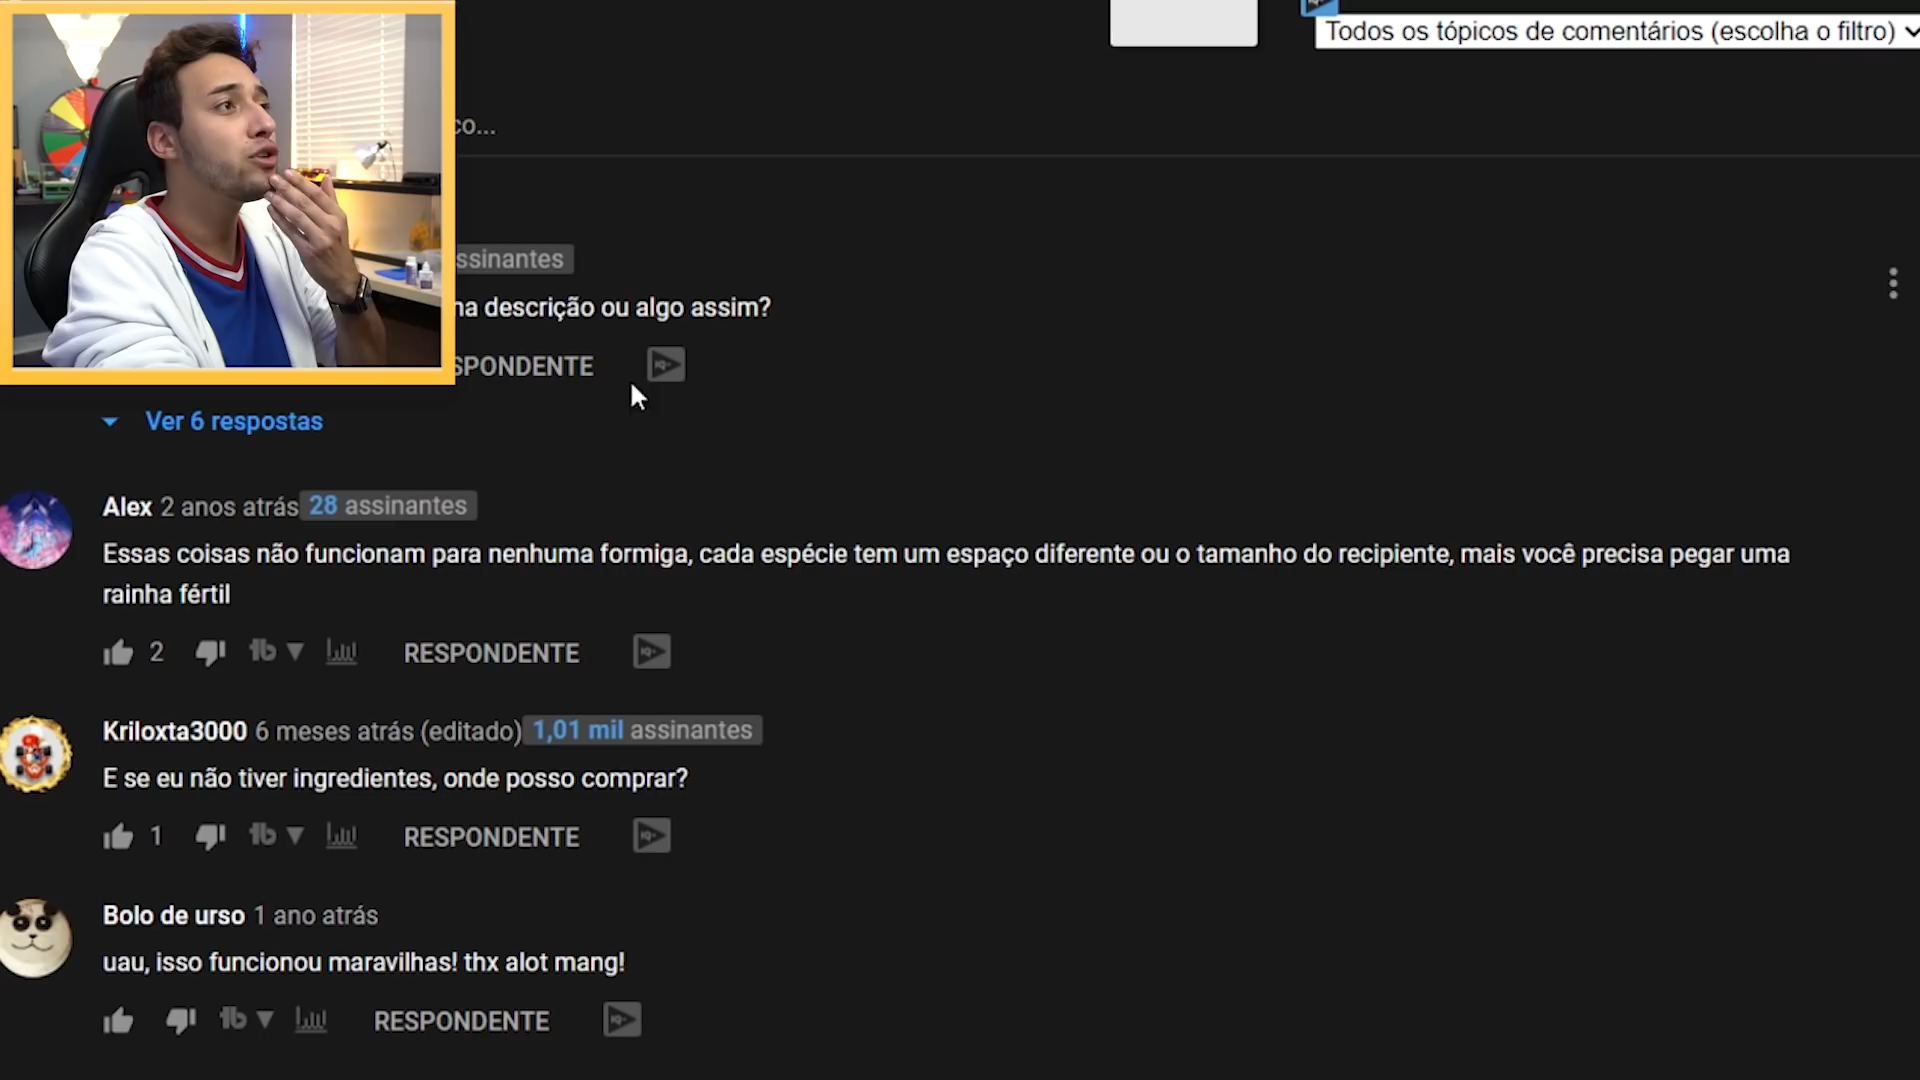 Todos os tópicos de comentários (escolha o filtro)
co...
ssinantes
na descrição ou algo assim?
SPONDENTE
Ver 6 respostas
Alex 2 anos atrás 28 assinantes
Essas coisas não funcionam para nenhuma formiga, cada espécie tem um espaço diferente ou o tamanho do recipiente, mais você precisa pegar uma
rainha fértil
2 RESPONDENTE
Kriloxta3000 6 meses atrás (editado) 1,01 mil assinantes
E se eu não tiver ingredientes, onde posso comprar?
1 RESPONDENTE
Bolo de urso 1 ano atrás
uau, isso funcionou maravilhas! thx alot mang!
RESPONDENTE